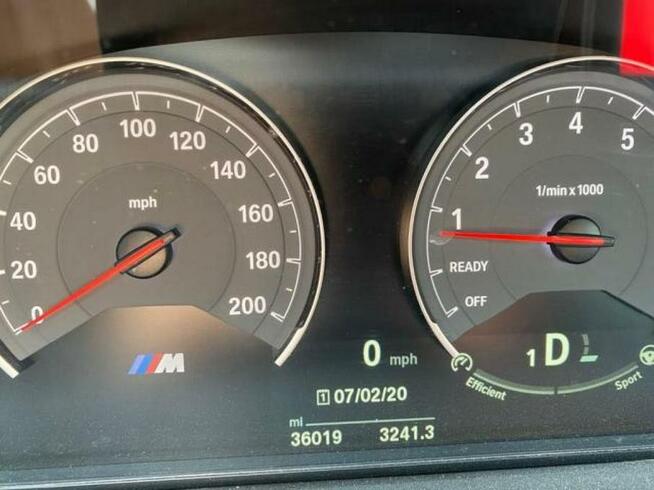 0
20
40
60
80
100
120
140
160
180
200
mph
M
1
2
3
4
5
1/min x 1000
READY
OFF
0 mph
1 07/02/20
ml
36019 3241.3
1 D
Efficient
Sport